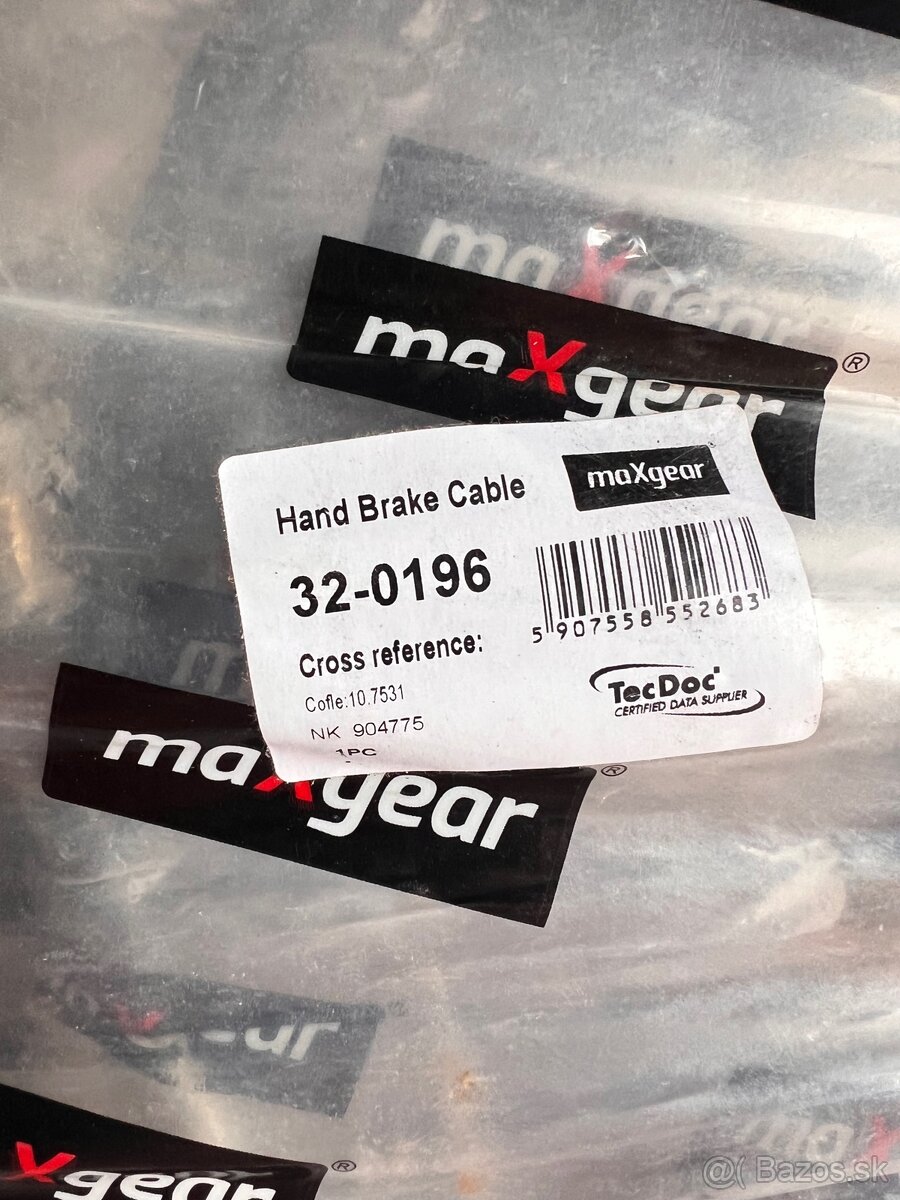 maxgear
maXgear ®
Hand Brake Cable
maXgear
32-0196
5 907558 552683
Cross reference:
Cofle:10.7531
NK 904775
1PC
TecDoc
CERTIFIED DATA SUPPLIER
maXgear ®
Xgear ®
@( Bazos.sk